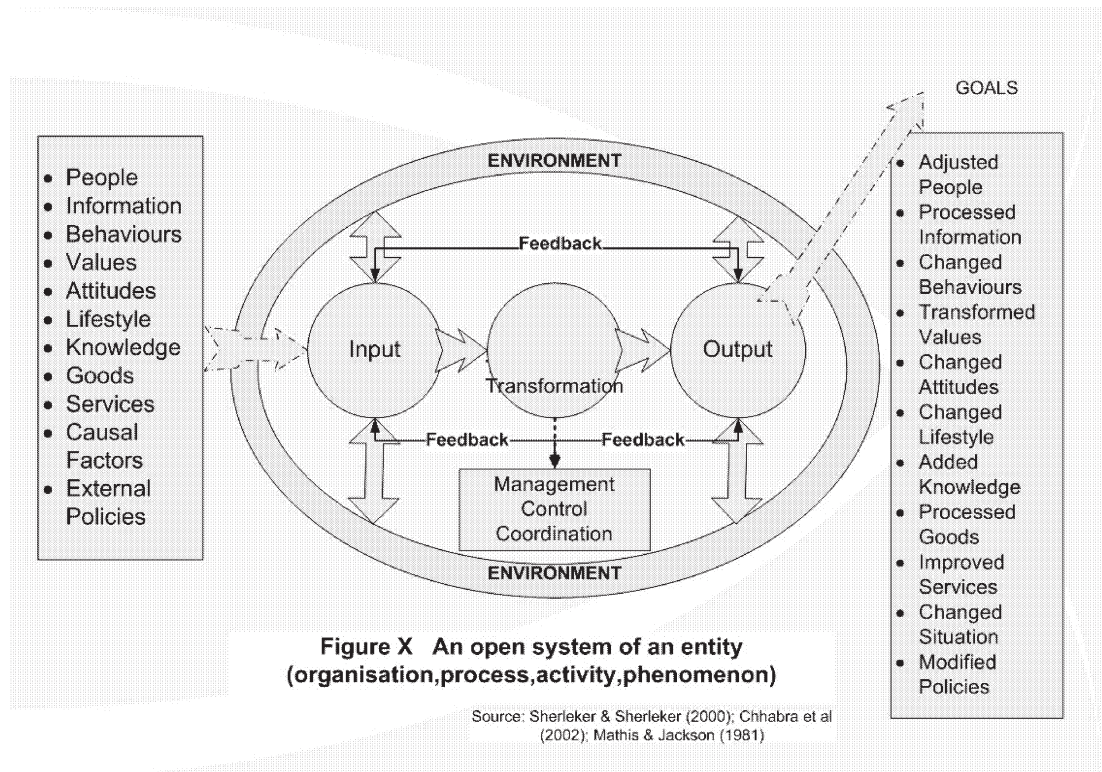 GOALS
• People
• Information
• Behaviours
• Values
• Attitudes
• Lifestyle
• Knowledge
• Goods
• Services
• Causal
Factors
• External
Policies
ENVIRONMENT
Feedback
Input
Transformation
Output
Feedback
Feedback
Management
Control
Coordination
ENVIRONMENT
• Adjusted
People
• Processed
Information
• Changed
Behaviours
• Transformed
Values
• Changed
Attitudes
• Changed
Lifestyle
• Added
Knowledge
• Processed
Goods
• Improved
Services
• Changed
Situation
• Modified
Policies
Figure X An open system of an entity
(organisation,process,activity,phenomenon)
Source: Sherleker & Sherleker (2000); Chhabra et al
(2002); Mathis & Jackson (1981)